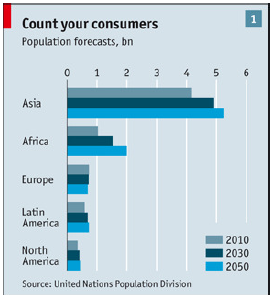 Count your consumers
1
Population forecasts, bn
0 1 2 3 4 5 6
Asia
Africa
Europe
Latin
America
North
America
2010
2030
2050
Source: United Nations Population Division